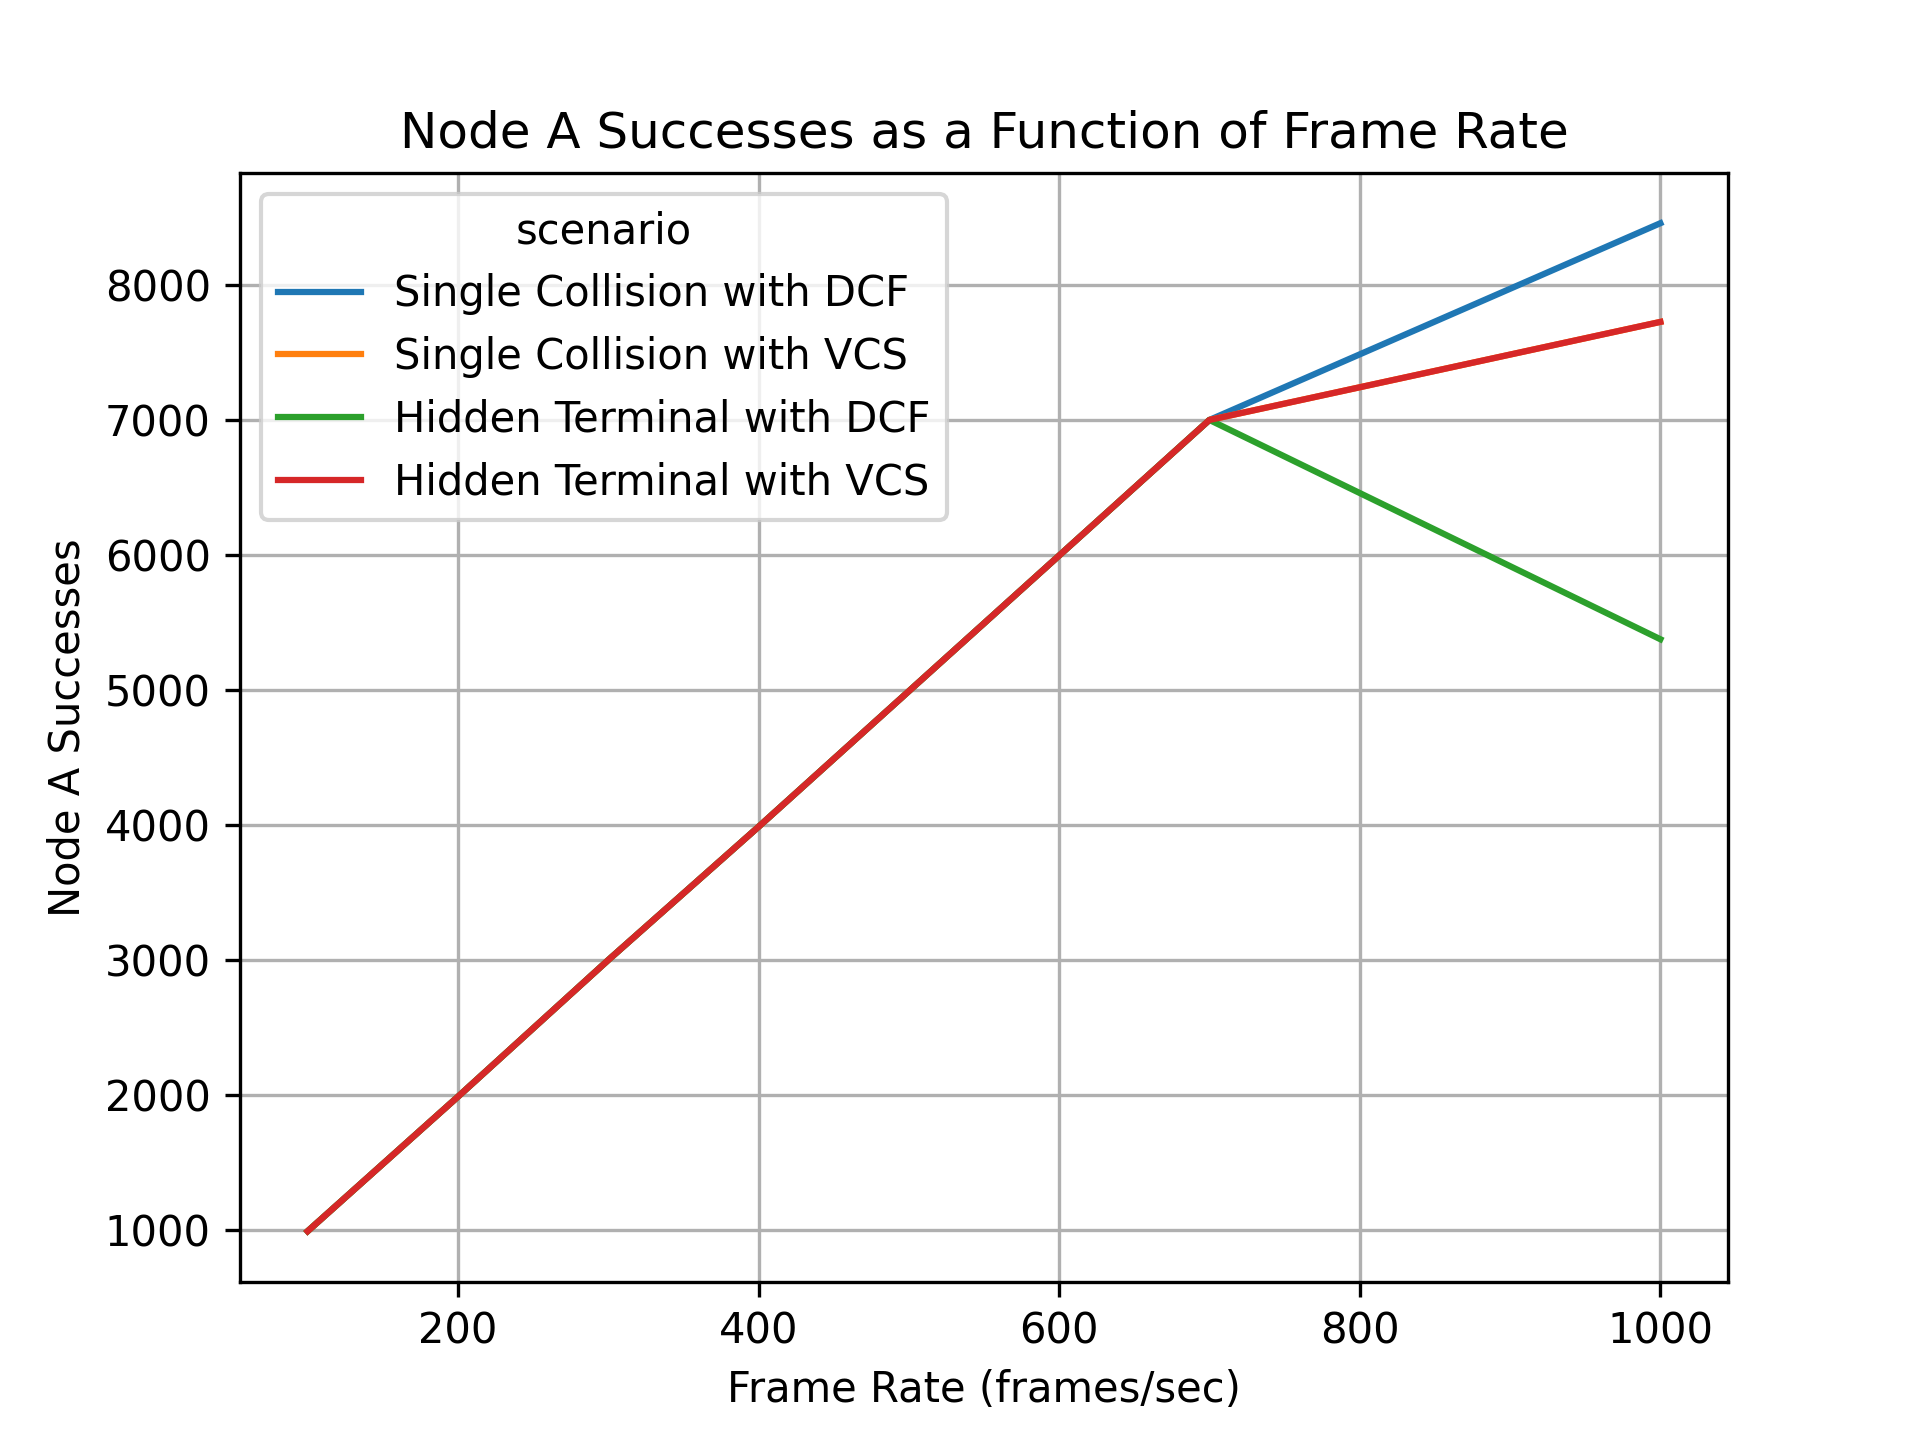 Node A Successes as a Function of Frame Rate
scenario
Single Collision with DCF
Single Collision with VCS
Hidden Terminal with DCF
Hidden Terminal with VCS
8000
7000
6000
5000
4000
3000
2000
1000
Node A Successes
200 400 600 800 1000
Frame Rate (frames/sec)